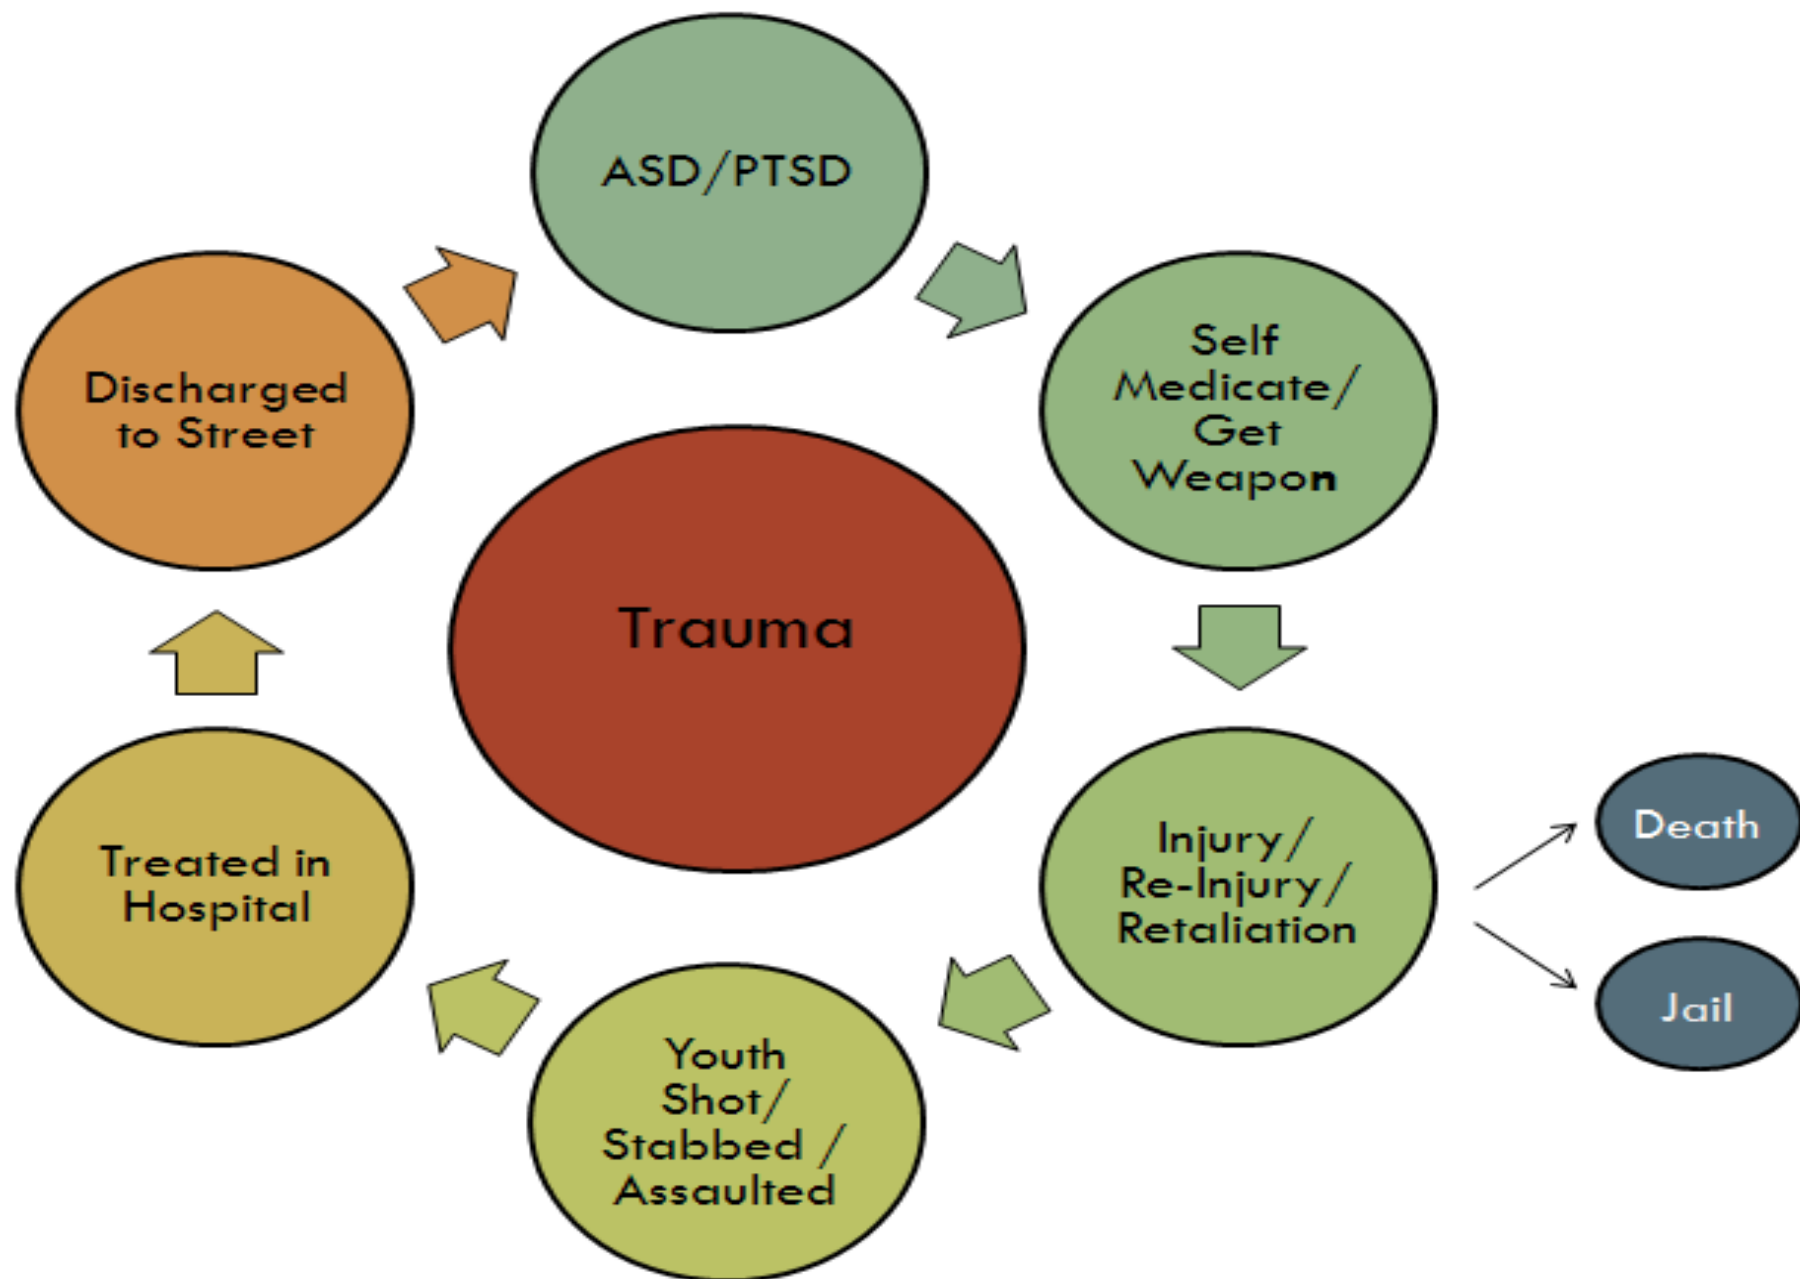 ASD/PTSD
Self
Medicate/
Get
Weapon
Injury/
Re-Injury/
Retaliation
Death
Jail
Youth
Shot/
Stabbed /
Assaulted
Treated in
Hospital
Discharged
to Street
Trauma